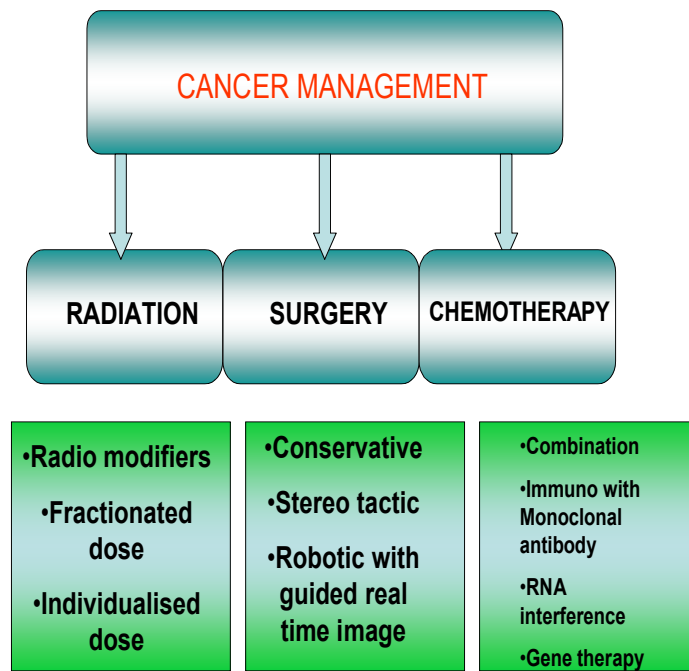 CANCER MANAGEMENT
RADIATION
SURGERY
CHEMOTHERAPY
•Radio modifiers
•Fractionated
dose
•Individualised
dose
•Conservative
•Stereo tactic
•Robotic with
guided real
time image
•Combination
•Immuno with
Monoclonal
antibody
•RNA
interference
•Gene therapy